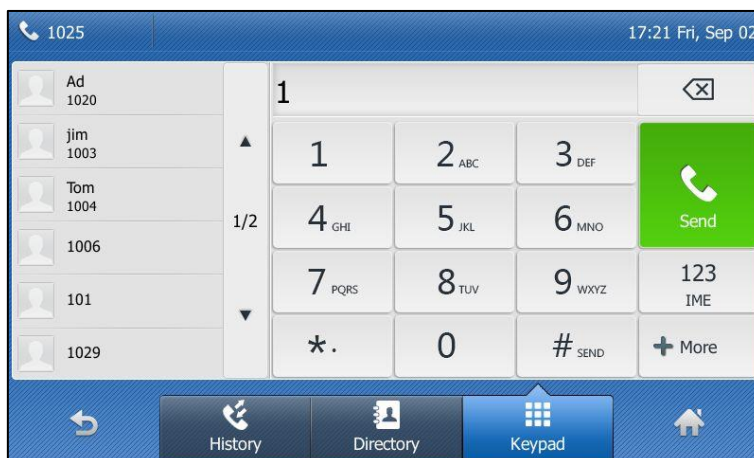 1025
17:21 Fri, Sep 02
Ad
1020
jim
1003
Tom
1004
1006
101
1029
1/2
1
1
2 ABC
3 DEF
Send
4 GHI
5 JKL
6 MNO
7 PQRS
8 TUV
9 WXYZ
123
IME
*.
0
# SEND
+ More
History
Directory
Keypad